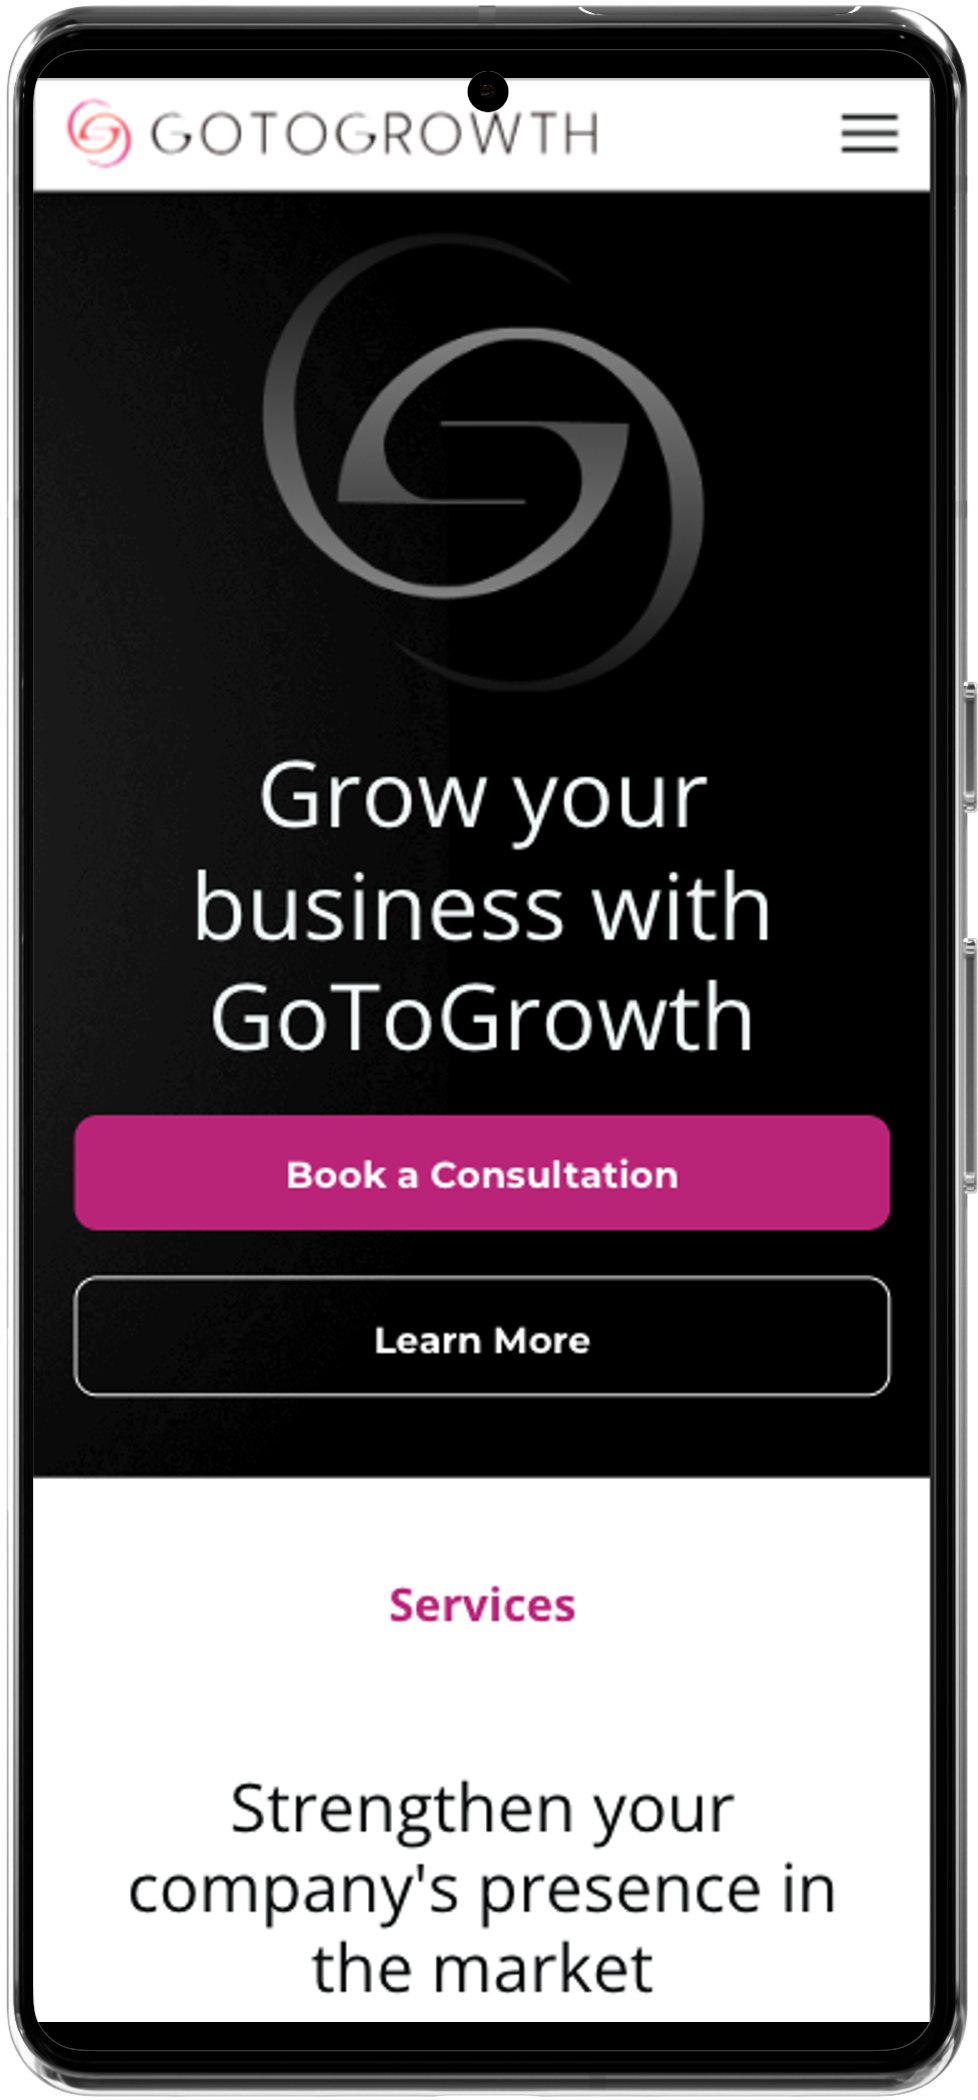 GOTOGROWTH
Grow your
business with
GoToGrowth
Book a Consultation
Learn More
Services
Strengthen your
company's presence in
the market